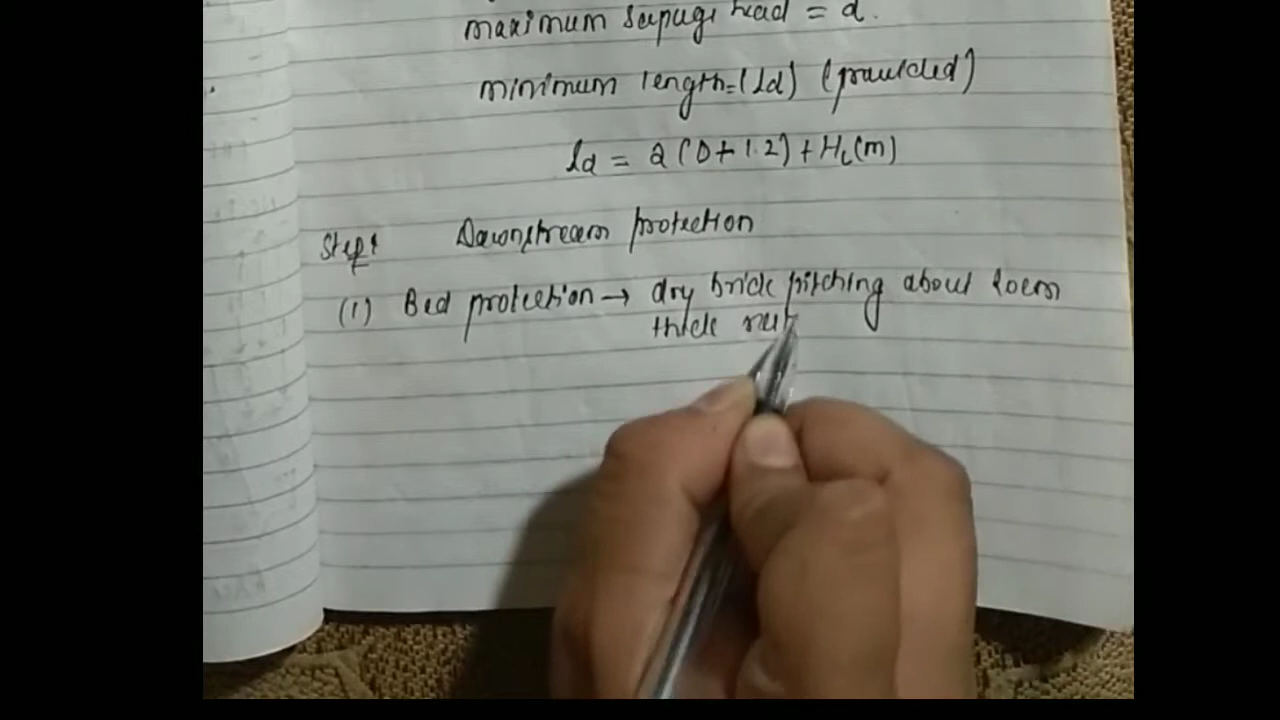 maximum seepage head = d.
minimum length = (Ld) (provided)
Ld = 2 (D + 1.2) + HL (m)
Step! Downstream protection
(1) Bed protection → dry brick pitching about 20cm
thick